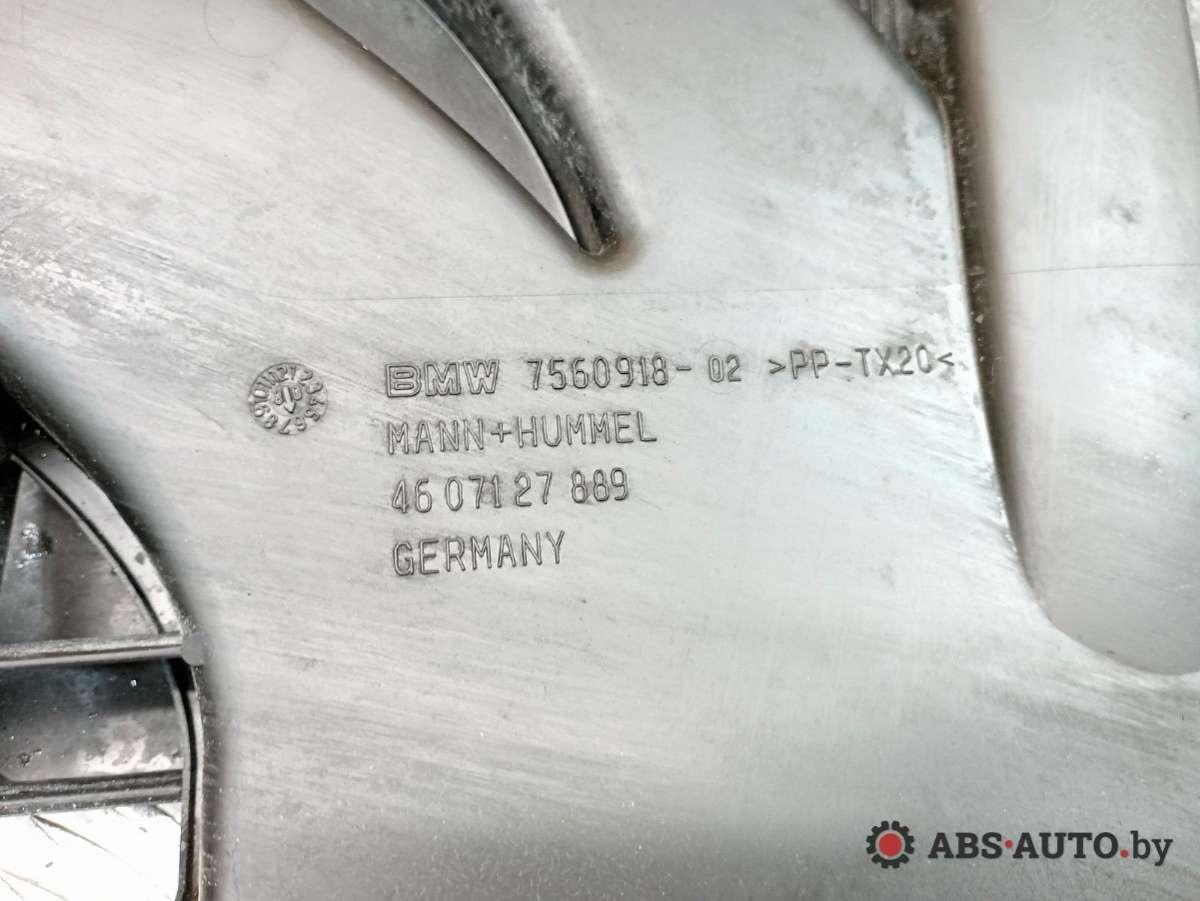 BMW 7560918-02 >PP-TX20<
MANN+HUMMEL
46 071 27 889
GERMANY
ABS-AUTO.by